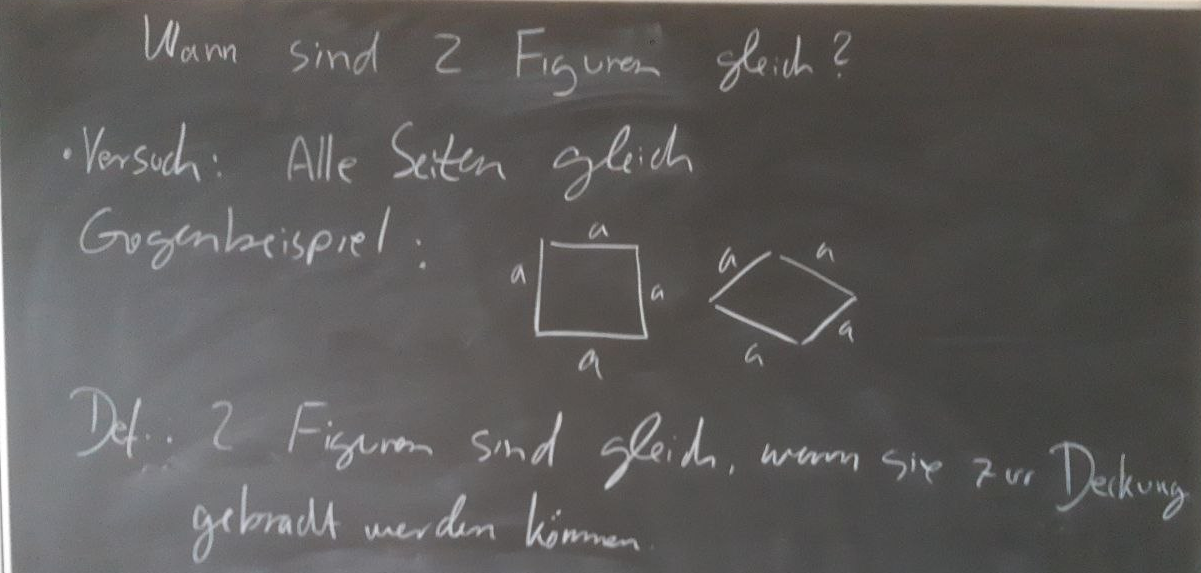 Wann sind 2 Figuren gleich?
• Versuch: Alle Seiten gleich
Gegenbeispiel:
a a a a
a a a a
Def.: 2 Figuren sind gleich, wenn sie zur Deckung
gebracht werden können.